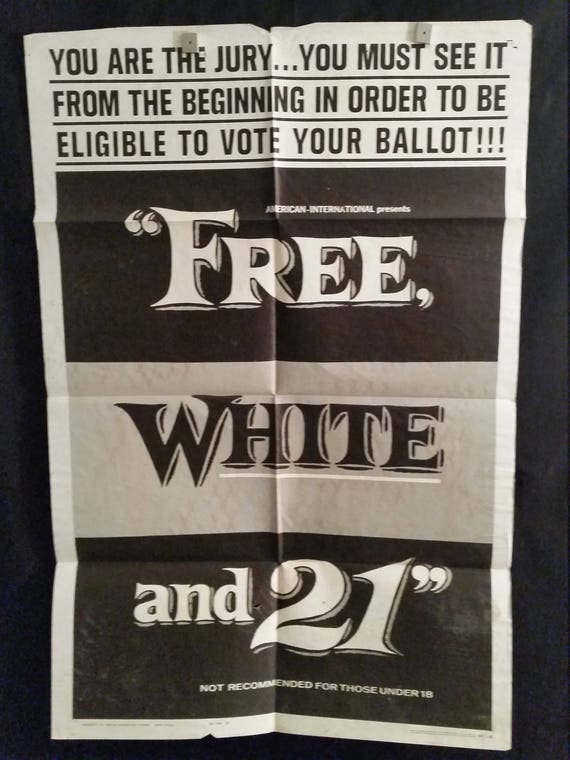 YOU ARE THE JURY...YOU MUST SEE IT
FROM THE BEGINNING IN ORDER TO BE
ELIGIBLE TO VOTE YOUR BALLOT!!!
AMERICAN-INTERNATIONAL presents
“FREE,
WHITE
and 21”
NOT RECOMMENDED FOR THOSE UNDER 18